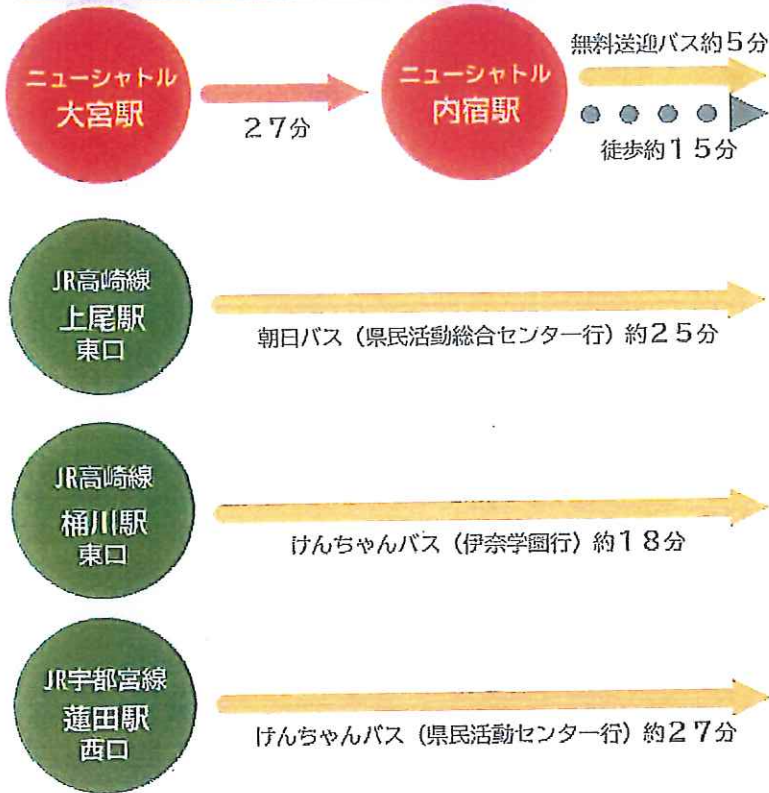 ニューシャトル
大宮駅
27分
ニューシャトル
内宿駅
無料送迎バス約5分
徒歩約15分
JR高崎線
上尾駅
東口
朝日バス（県民活動総合センター行）約25分
JR高崎線
桶川駅
東口
けんちゃんバス（伊奈学園行）約18分
JR宇都宮線
蓮田駅
西口
けんちゃんバス（県民活動センター行）約27分